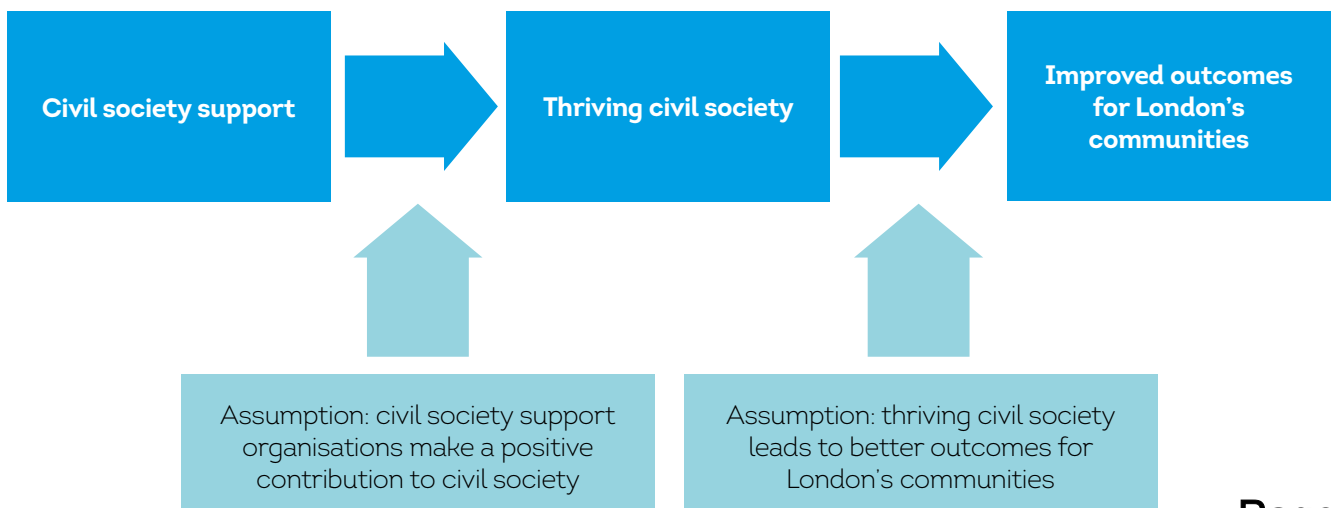 Civil society support
Thriving civil society
Improved outcomes
for London's
communities
Assumption: civil society support
organisations make a positive
contribution to civil society
Assumption: thriving civil society
leads to better outcomes for
London's communities